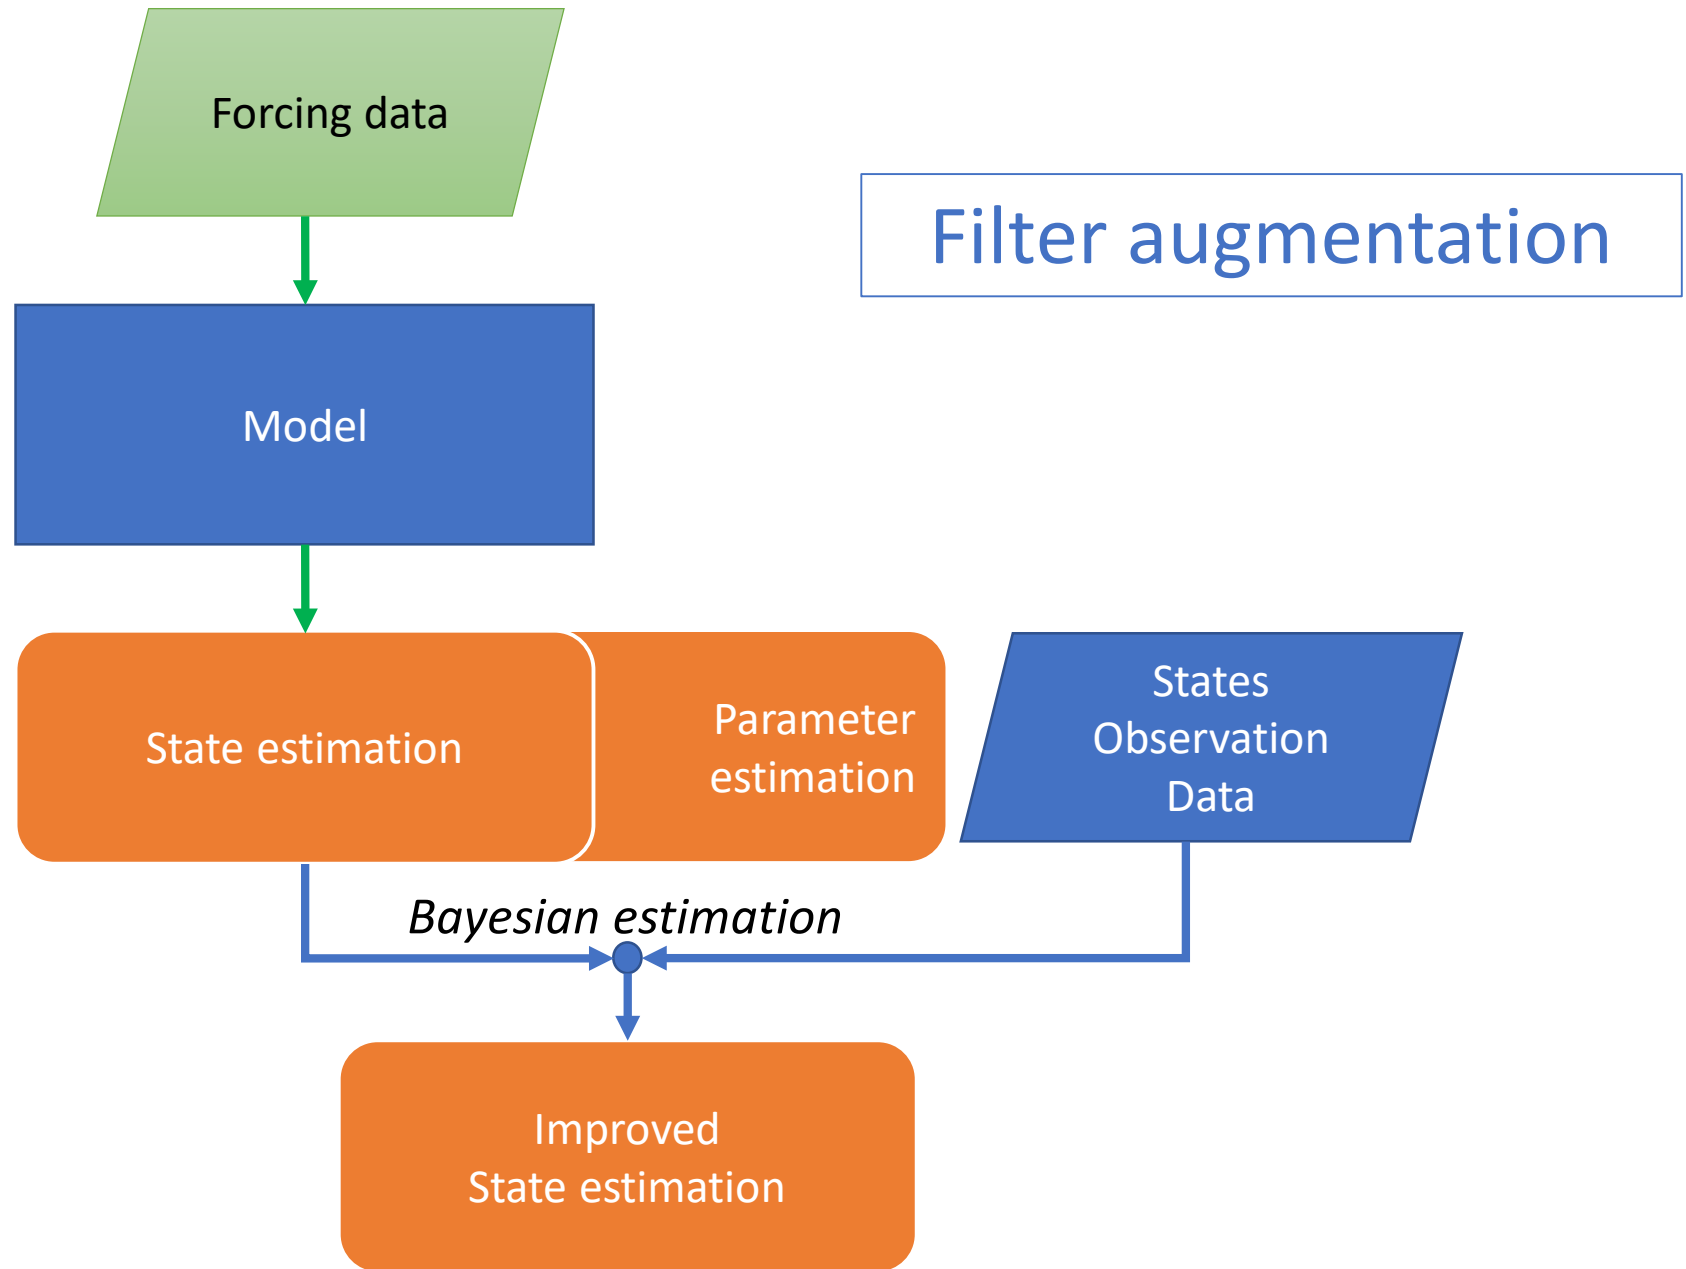 Forcing data
Filter augmentation
Model
State estimation
Parameter
estimation
States
Observation
Data
Bayesian estimation
Improved
State estimation